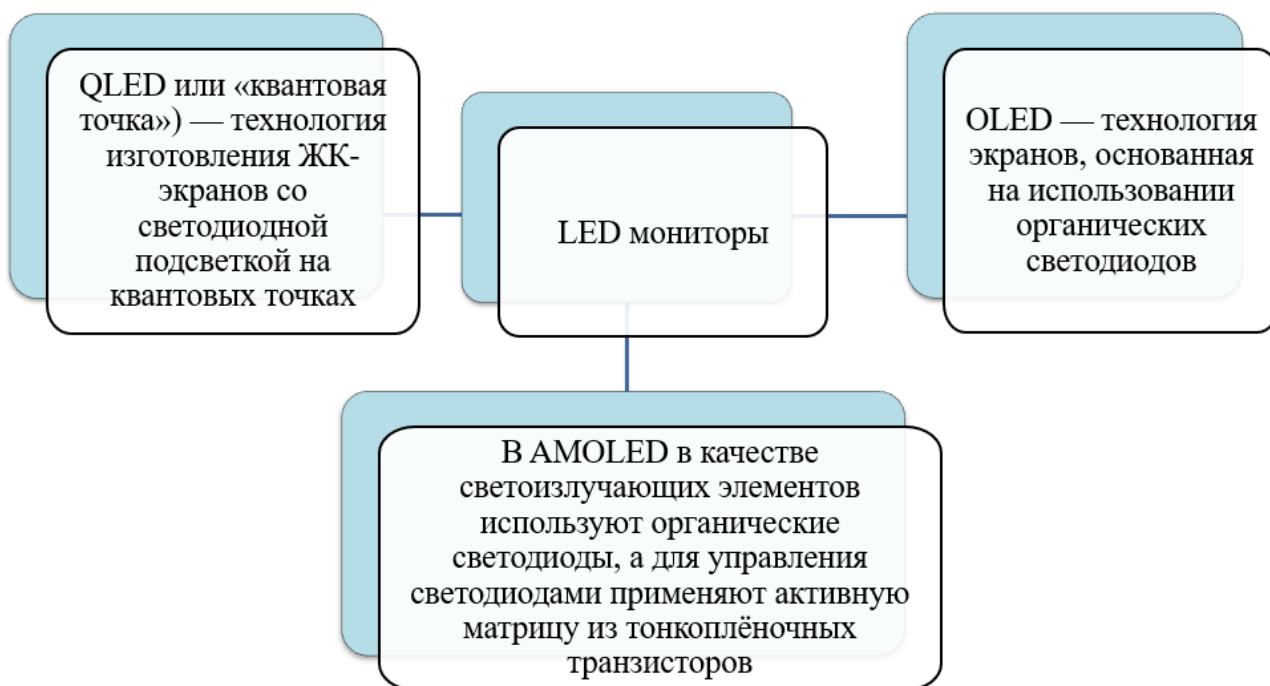 QLED или «квантовая
точка») — технология
изготовления ЖК-
экранов со
светодиодной
подсветкой на
квантовых точках
LED мониторы
OLED — технология
экранов, основанная
на использовании
органических
светодиодов
В AMOLED в качестве
светоизлучающих элементов
используют органические
светодиоды, а для управления
светодиодами применяют активную
матрицу из тонкоплёночных
транзисторов